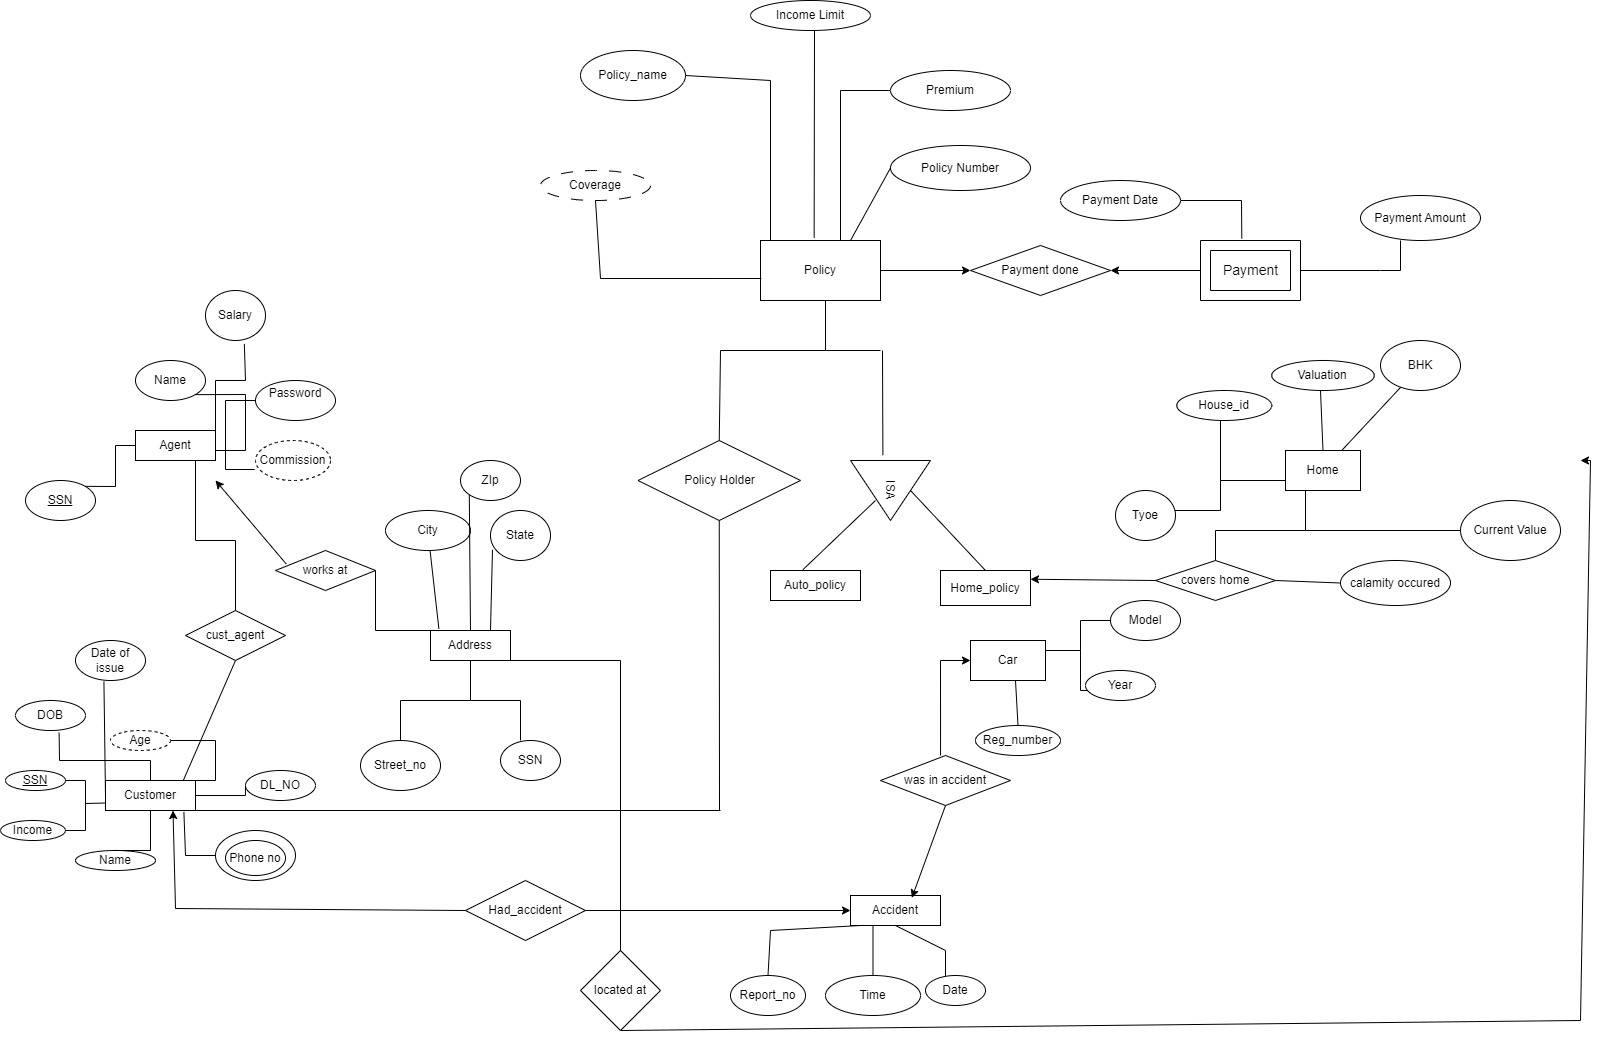 Income Limit
Policy_name
Premium
Policy Number
Coverage
Payment Date
Payment Amount
Policy
Payment done
Payment
Salary
Name
Password
Agent
Commission
SSN
House_id
Valuation
BHK
Home
Tyoe
Current Value
ZIp
City
State
Policy Holder
ISA
works at
Auto_policy
Home_policy
covers home
calamity occured
cust_agent
Address
Model
Car
Year
Date of
issue
DOB
Age
Street_no
SSN
Reg_number
SSN
Customer
DL_NO
was in accident
Income
Name
Phone no
Had_accident
Accident
located at
Report_no
Time
Date